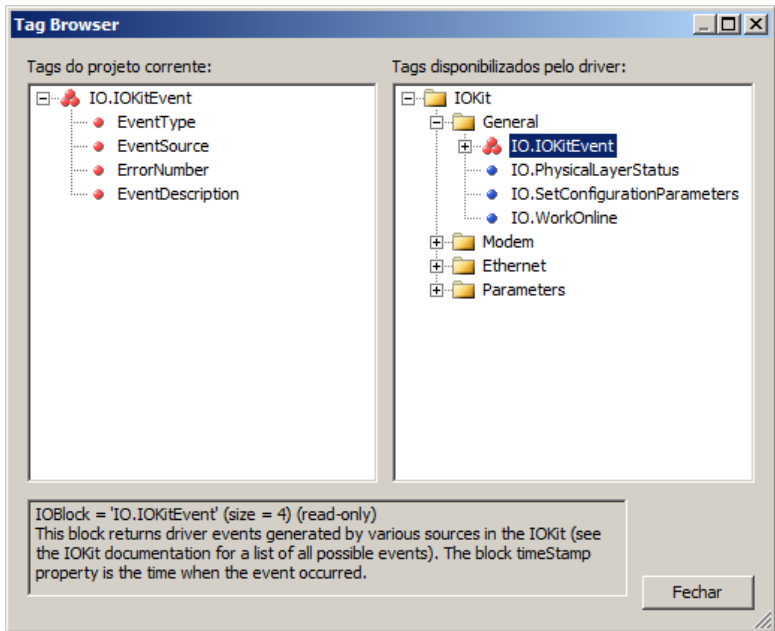 Tag Browser
Tags do projeto corrente:
IO.IOKitEvent
EventType
EventSource
ErrorNumber
EventDescription
Tags disponibilizados pelo driver:
IOKit
General
IO.IOKitEvent
IO.PhysicalLayerStatus
IO.SetConfigurationParameters
IO.WorkOnline
Modem
Ethernet
Parameters
IOBlock = 'IO.IOKitEvent' (size = 4) (read-only)
This block returns driver events generated by various sources in the IOKit (see
the IOKit documentation for a list of all possible events). The block timeStamp
property is the time when the event occurred.
Fechar